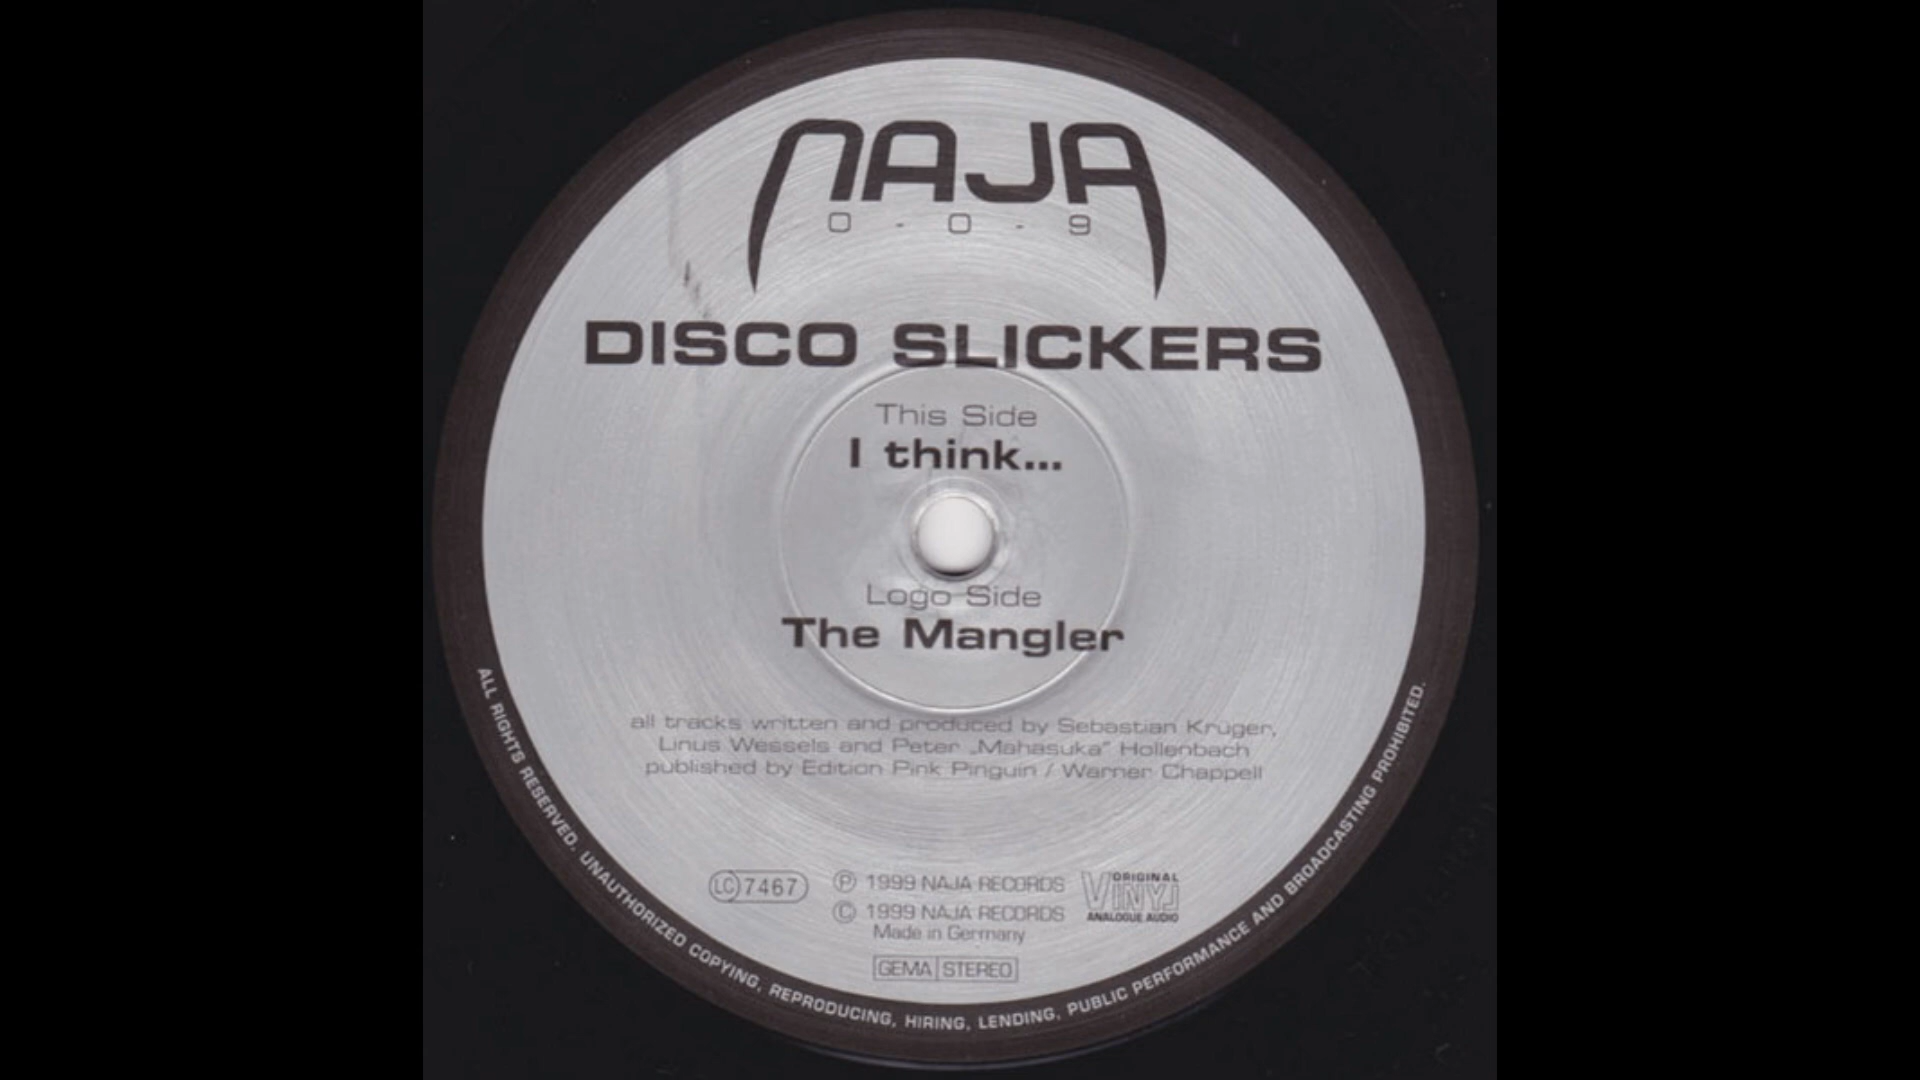 NAJA
0 - 0 - 9
DISCO SLICKERS
This Side
I think...
Logo Side
The Mangler
all tracks written and produced by Sebastian Krüger,
Linus Wessels and Peter „Mahasuka" Hollenbach
published by Edition Pink Pinguin / Warner Chappell
LC 7467
Ⓟ 1999 NAJA RECORDS
© 1999 NAJA RECORDS
Made in Germany
ORIGINAL
VINYL
ANALOGUE AUDIO
GEMA STEREO
ALL RIGHTS RESERVED. UNAUTHORIZED COPYING, REPRODUCING, HIRING, LENDING, PUBLIC PERFORMANCE AND BROADCASTING PROHIBITED.